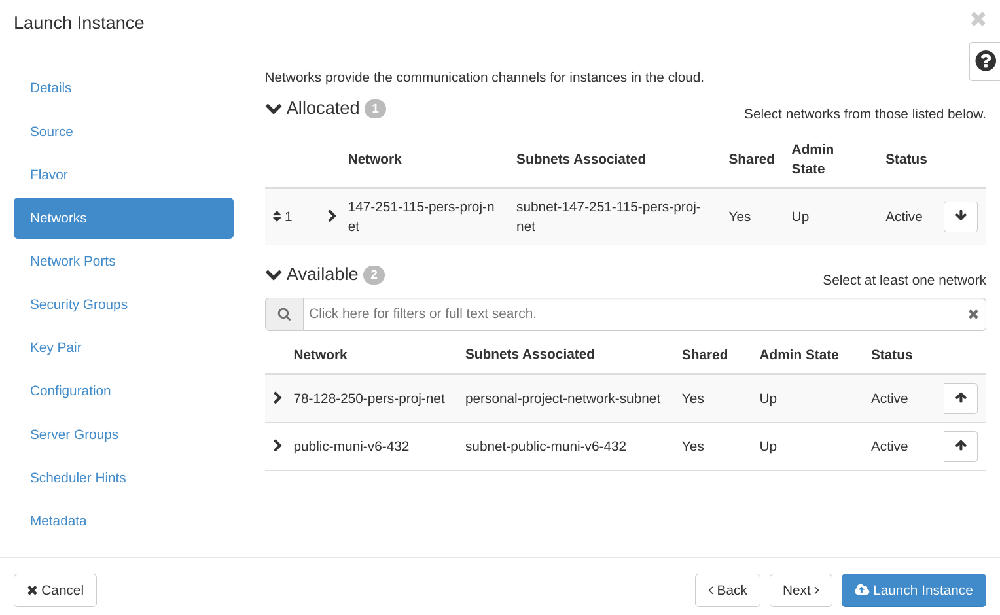 Launch Instance
Details
Source
Flavor
Networks
Network Ports
Security Groups
Key Pair
Configuration
Server Groups
Scheduler Hints
Metadata
Networks provide the communication channels for instances in the cloud.
Allocated 1
Select networks from those listed below.
Network Subnets Associated Shared Admin State Status
1 147-251-115-pers-proj-n subnet-147-251-115-pers-proj- Yes Up Active
et net
Available 2
Select at least one network
Click here for filters or full text search.
Network Subnets Associated Shared Admin State Status
78-128-250-pers-proj-net personal-project-network-subnet Yes Up Active
public-muni-v6-432 subnet-public-muni-v6-432 Yes Up Active
Cancel
Back
Next
Launch Instance